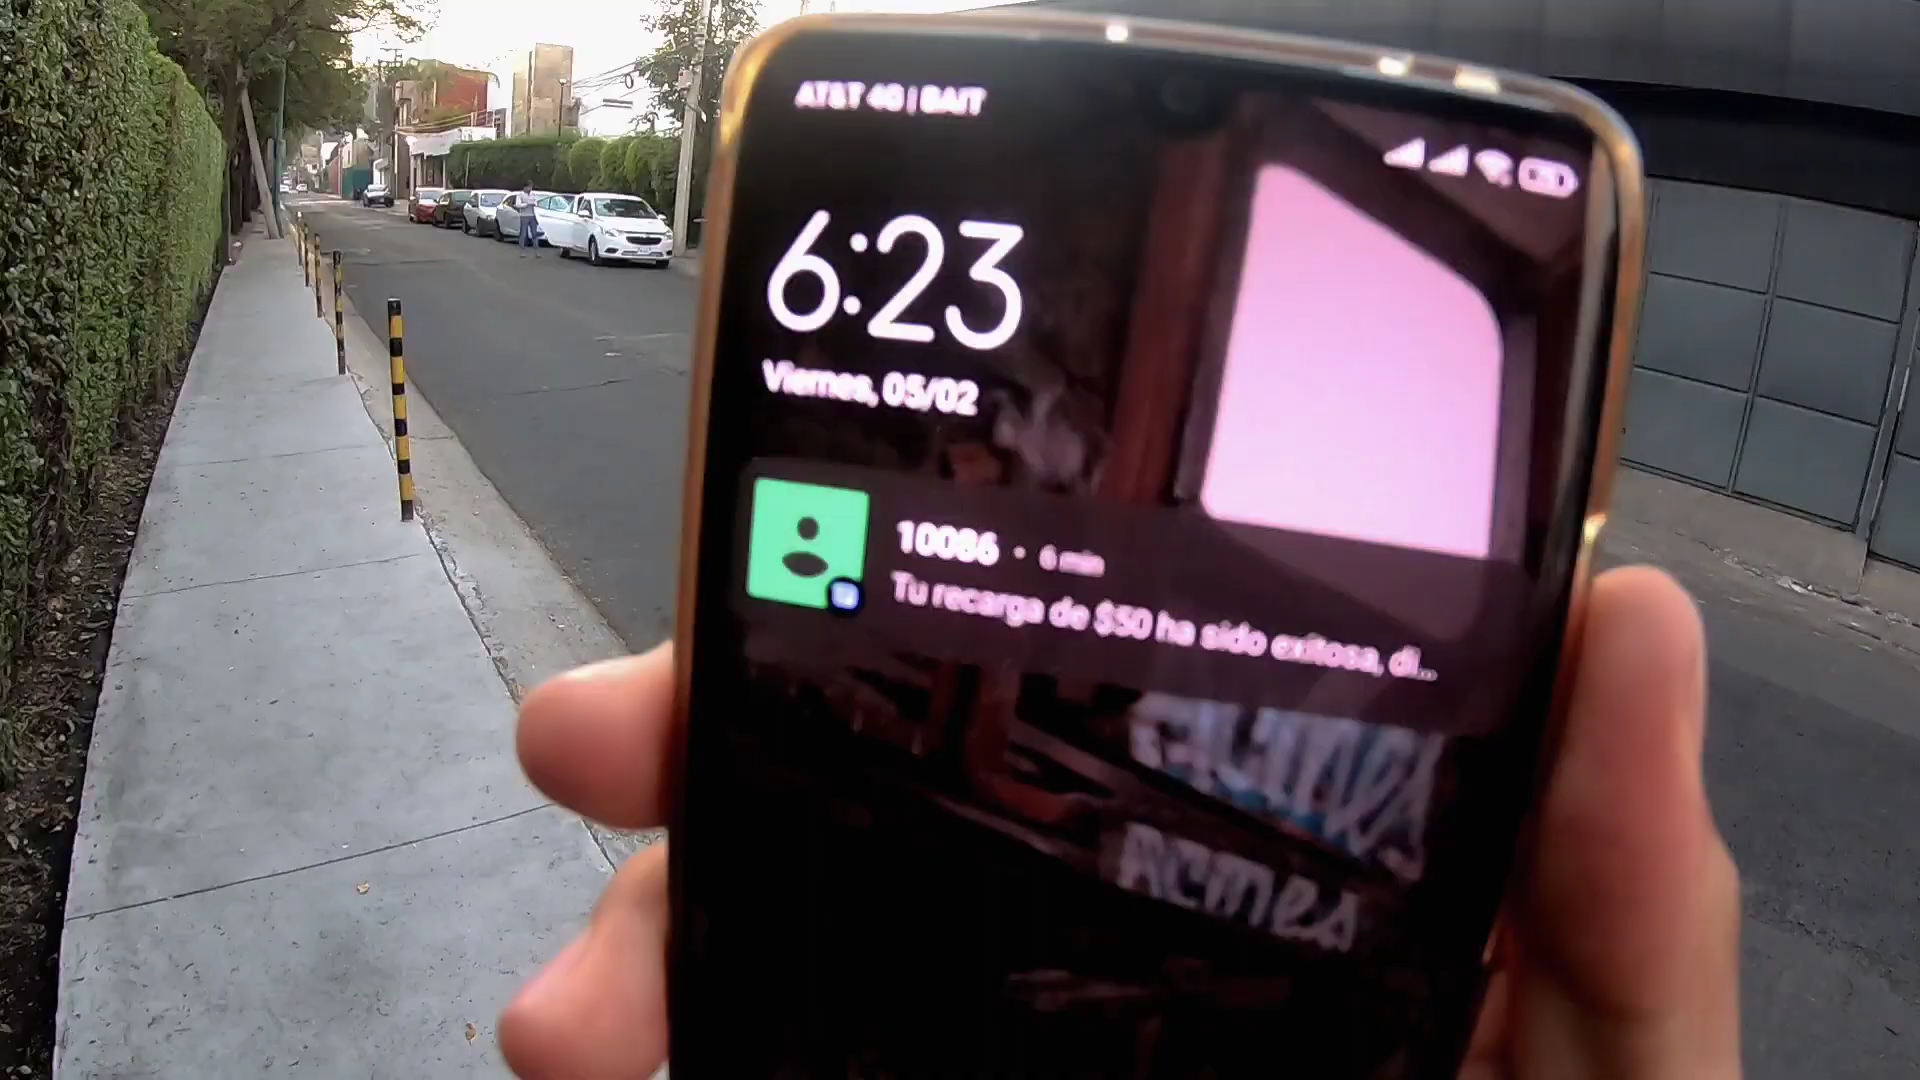 AT&T 4G | BAIT
6:23
Viernes, 05/02
10086 · 6 min
Tu recarga de $50 ha sido exitosa, di...
Acmes